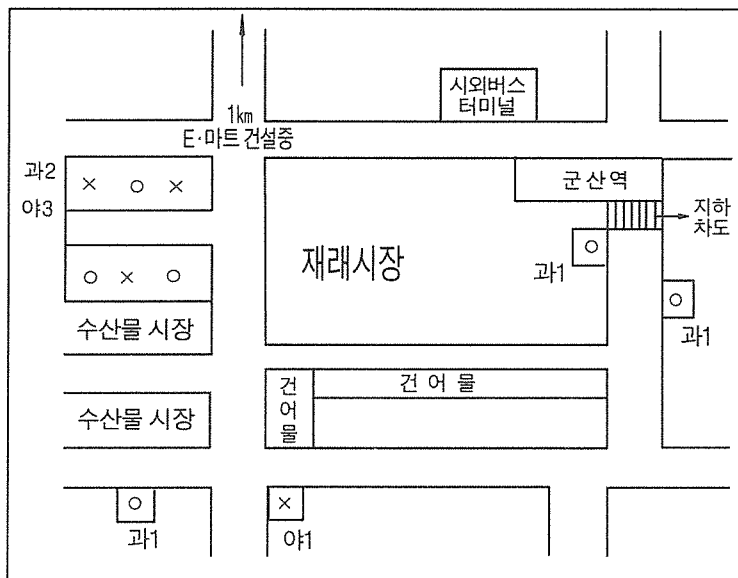 1㎞
E·마트 건설중
시외버스
터미널
과2
야3
× ○ ×
군산역
지하
차도
○
과1
재래시장
○ × ○
수산물 시장
○
과1
건어물
건어물
수산물 시장
○
과1
×
야1